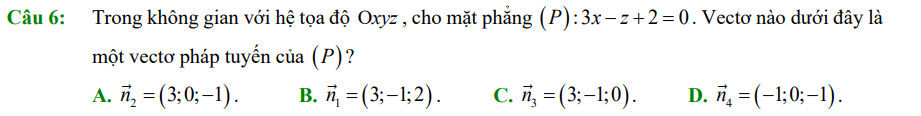 Câu 6: Trong không gian với hệ tọa độ Oxyz , cho mặt phẳng (P):3x−z+2=0. Vectơ nào dưới đây là
một vectơ pháp tuyến của (P)?
A. n⃗₂ = (3;0;−1). B. n⃗₁ = (3;−1;2). C. n⃗₃ = (3;−1;0). D. n⃗₄ = (−1;0;−1).